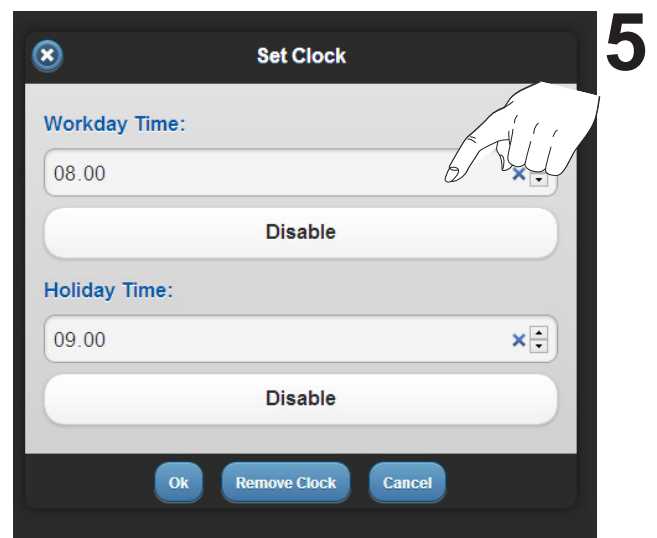 5
Set Clock
Workday Time:
08.00
Disable
Holiday Time:
09.00
Disable
Ok Remove Clock Cancel